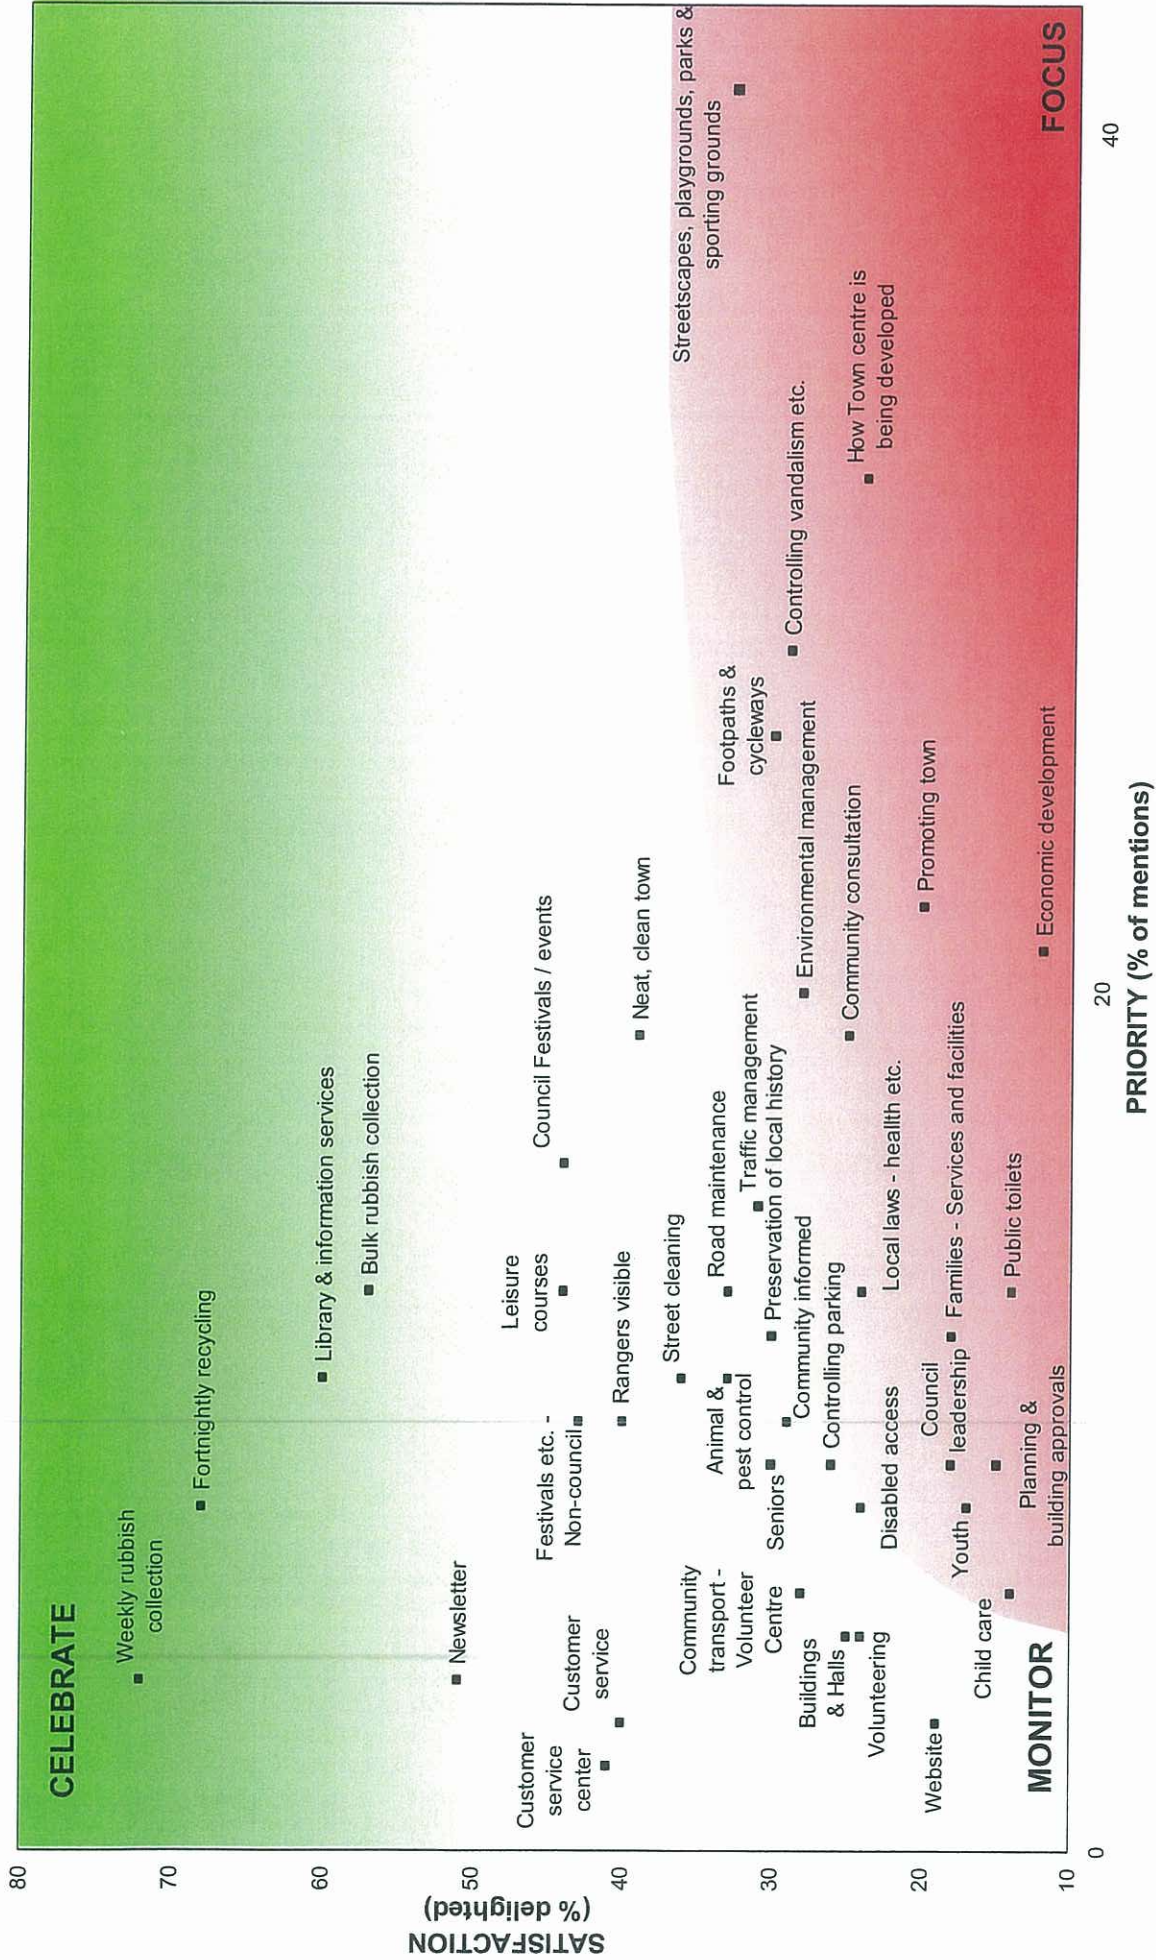 CELEBRATE
Weekly rubbish
collection
Fortnightly recycling
Library & information services
Bulk rubbish collection
Newsletter
Leisure
courses
Council Festivals / events
Festivals etc. -
Non-council
Customer
service
center
Customer
service
Rangers visible
Neat, clean town
Street cleaning
Streetscapes, playgrounds, parks &
sporting grounds
Animal &
pest control
Road maintenance
Traffic management
Footpaths &
cycleways
Community
transport -
Volunteer
Centre
Seniors
Preservation of local history
Community informed
Controlling vandalism etc.
Environmental management
Buildings
& Halls
Controlling parking
Community consultation
How Town centre is
being developed
Volunteering
Disabled access
Local laws - health etc.
Website
Council
leadership
Promoting town
Youth
Families - Services and facilities
Child care
Public toilets
Planning &
building approvals
Economic development
MONITOR
FOCUS
80
70
60
50
40
30
20
10
SATISFACTION
(% delighted)
0
20
40
PRIORITY (% of mentions)